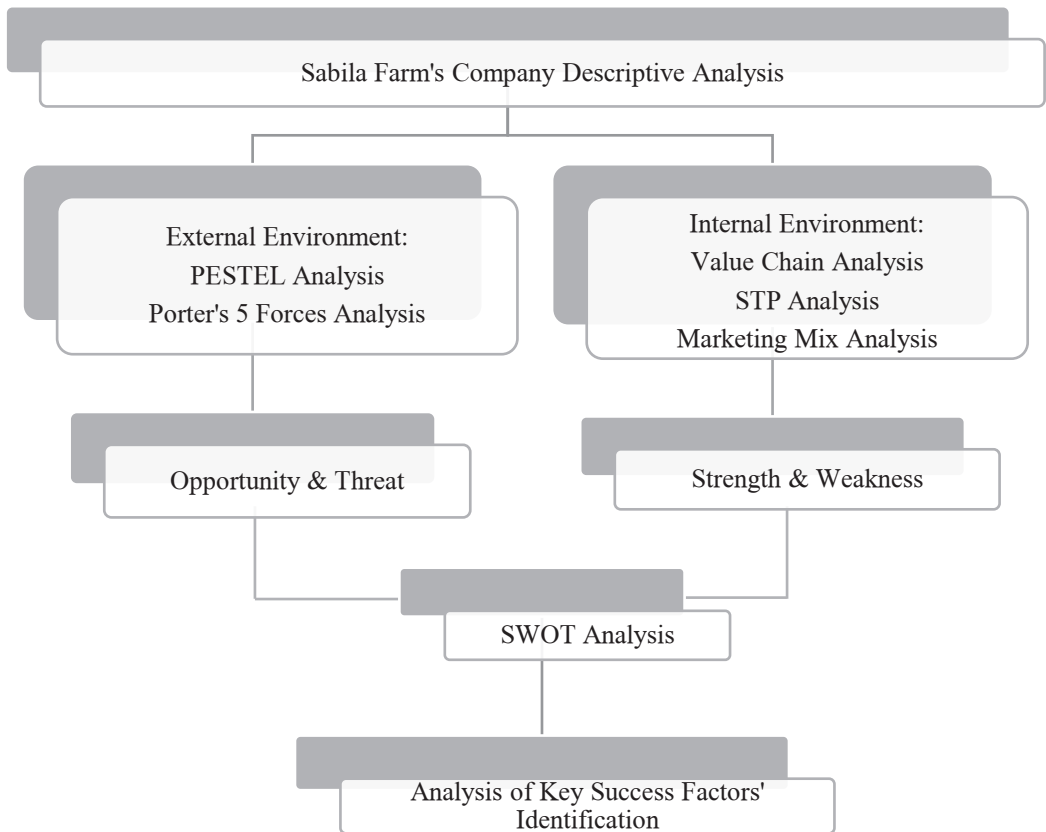 Sabila Farm's Company Descriptive Analysis
External Environment:
PESTEL Analysis
Porter's 5 Forces Analysis
Internal Environment:
Value Chain Analysis
STP Analysis
Marketing Mix Analysis
Opportunity & Threat
Strength & Weakness
SWOT Analysis
Analysis of Key Success Factors'
Identification